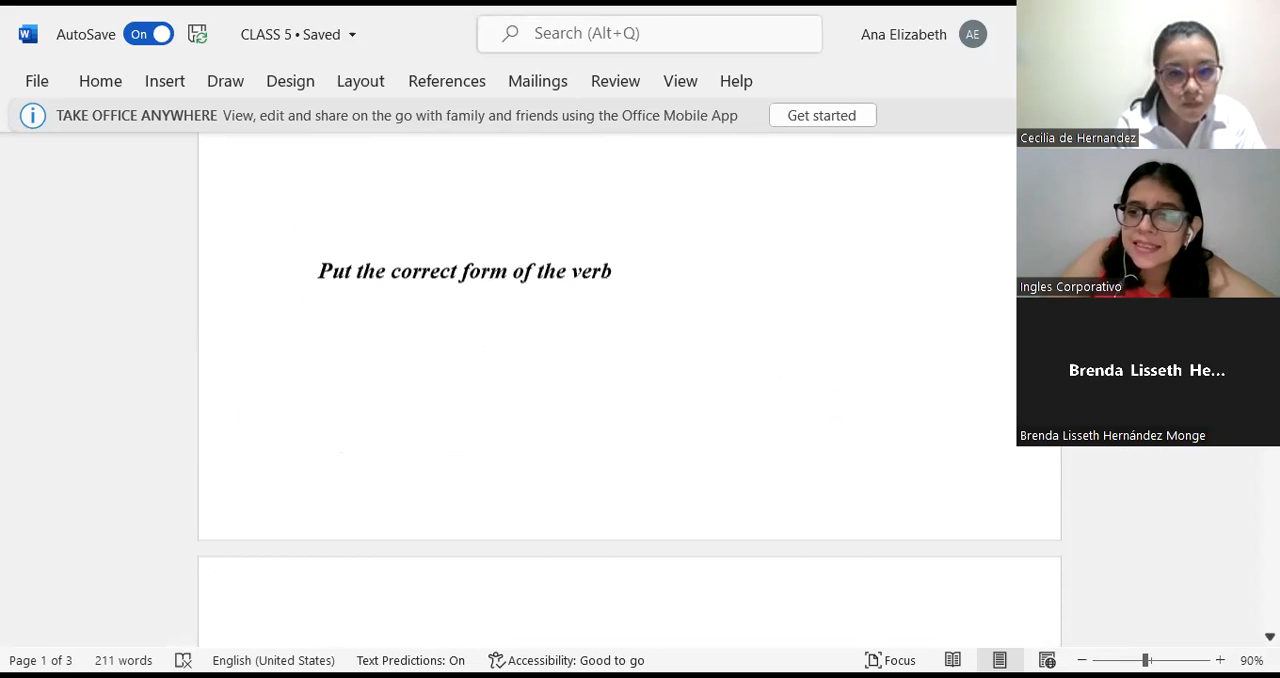 AutoSave On CLASS 5 • Saved Search (Alt+Q) Ana Elizabeth AE
File Home Insert Draw Design Layout References Mailings Review View Help
TAKE OFFICE ANYWHERE View, edit and share on the go with family and friends using the Office Mobile App Get started
Cecilia de Hernandez
Put the correct form of the verb
Ingles Corporativo
Brenda Lisseth He...
Brenda Lisseth Hernández Monge
Page 1 of 3 211 words English (United States) Text Predictions: On Accessibility: Good to go Focus 90%